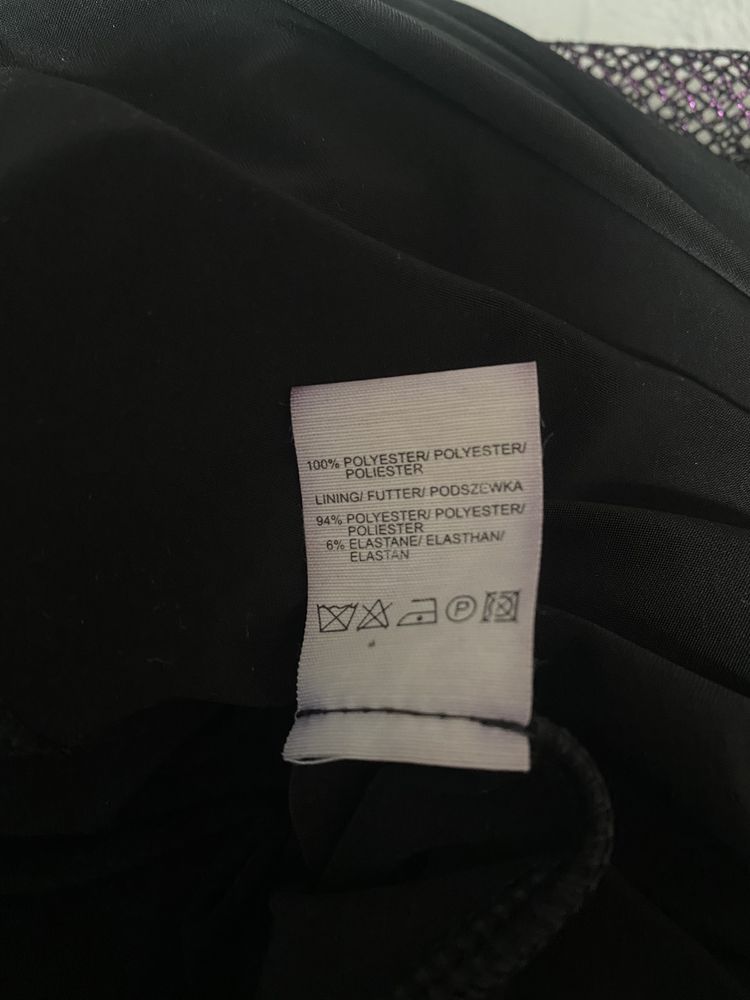 100% POLYESTER/ POLYESTER/
POLIESTER
LINING/ FUTTER/ PODSZEWKA
94% POLYESTER/ POLYESTER/
POLIESTER
6% ELASTANE/ ELASTHAN/
ELASTAN
P